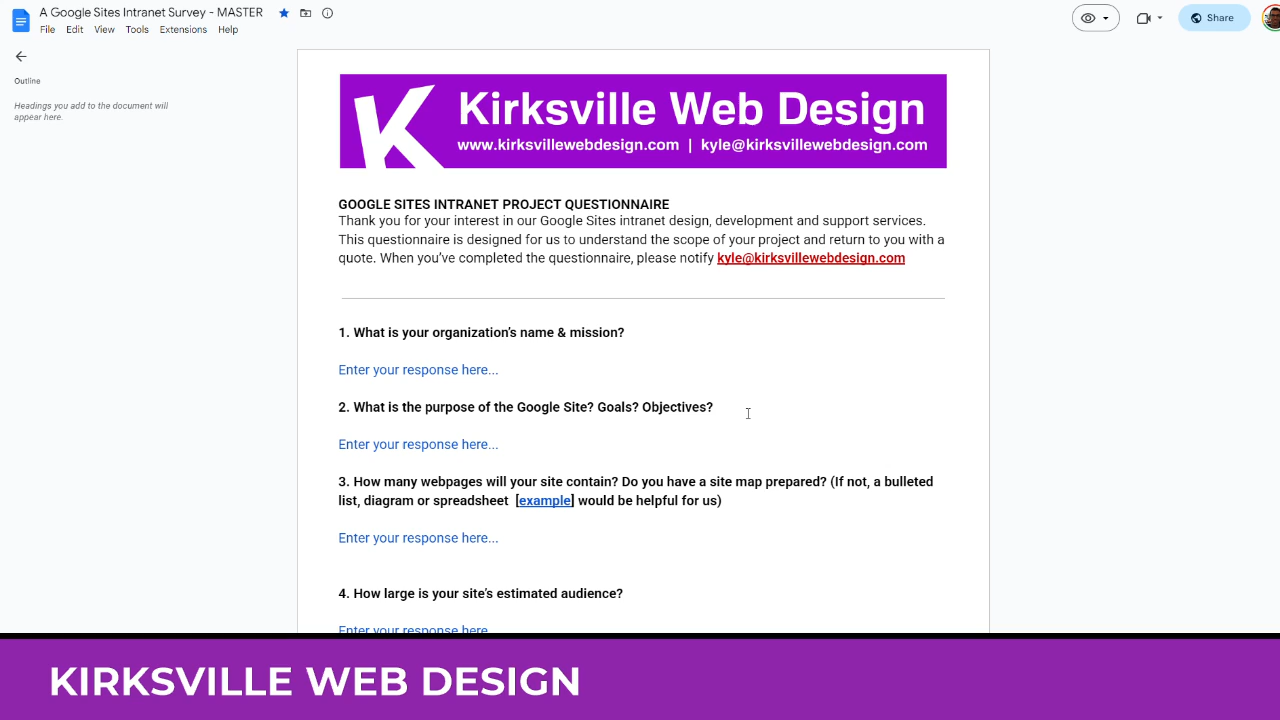 A Google Sites Intranet Survey - MASTER
File Edit View Tools Extensions Help
Share
Outline
Headings you add to the document will
appear here.
K
Kirksville Web Design
www.kirksvillewebdesign.com | kyle@kirksvillewebdesign.com
GOOGLE SITES INTRANET PROJECT QUESTIONNAIRE
Thank you for your interest in our Google Sites intranet design, development and support services.
This questionnaire is designed for us to understand the scope of your project and return to you with a
quote. When you’ve completed the questionnaire, please notify kyle@kirksvillewebdesign.com
1. What is your organization’s name & mission?
Enter your response here...
2. What is the purpose of the Google Site? Goals? Objectives?
Enter your response here...
3. How many webpages will your site contain? Do you have a site map prepared? (If not, a bulleted
list, diagram or spreadsheet [example] would be helpful for us)
Enter your response here...
4. How large is your site’s estimated audience?
Enter your response here
KIRKSVILLE WEB DESIGN